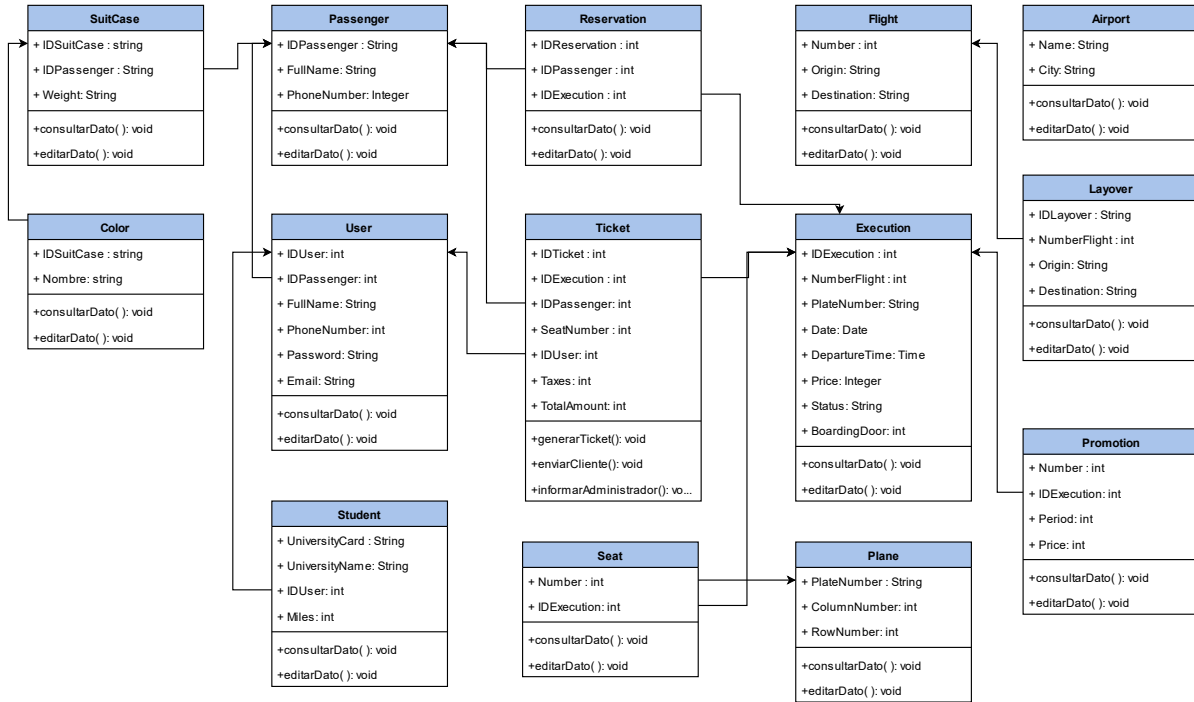 SuitCase
+ IDSuitCase : string
+ IDPassenger : String
+ Weight: String
+consultarDato( ): void
+editarDato( ): void
Passenger
+ IDPassenger : String
+ FullName: String
+ PhoneNumber: Integer
+consultarDato( ): void
+editarDato( ): void
Reservation
+ IDReservation : int
+ IDPassenger : int
+ IDExecution : int
+consultarDato( ): void
+editarDato( ): void
Flight
+ Number : int
+ Origin: String
+ Destination: String
+consultarDato( ): void
+editarDato( ): void
Airport
+ Name: String
+ City: String
+consultarDato( ): void
+editarDato( ): void
Color
+ IDSuitCase : string
+ Nombre: string
+consultarDato( ): void
+editarDato( ): void
User
+ IDUser: int
+ IDPassenger: int
+ FullName: String
+ PhoneNumber: int
+ Password: String
+ Email: String
+consultarDato( ): void
+editarDato( ): void
Ticket
+ IDTicket : int
+ IDExecution : int
+ IDPassenger: int
+ SeatNumber : int
+ IDUser: int
+ Taxes: int
+ TotalAmount: int
+generarTicket(): void
+enviarCliente(): void
+informarAdministrador(): vo...
Execution
+ IDExecution : int
+ NumberFlight : int
+ PlateNumber: String
+ Date: Date
+ DepartureTime: Time
+ Price: Integer
+ Status: String
+ BoardingDoor: int
+consultarDato( ): void
+editarDato( ): void
Layover
+ IDLayover : String
+ NumberFlight : int
+ Origin: String
+ Destination: String
+consultarDato( ): void
+editarDato( ): void
Promotion
+ Number : int
+ IDExecution: int
+ Period: int
+ Price: int
+consultarDato( ): void
+editarDato( ): void
Student
+ UniversityCard : String
+ UniversityName: String
+ IDUser: int
+ Miles: int
+consultarDato( ): void
+editarDato( ): void
Seat
+ Number : int
+ IDExecution: int
+consultarDato( ): void
+editarDato( ): void
Plane
+ PlateNumber : String
+ ColumnNumber: int
+ RowNumber: int
+consultarDato( ): void
+editarDato( ): void